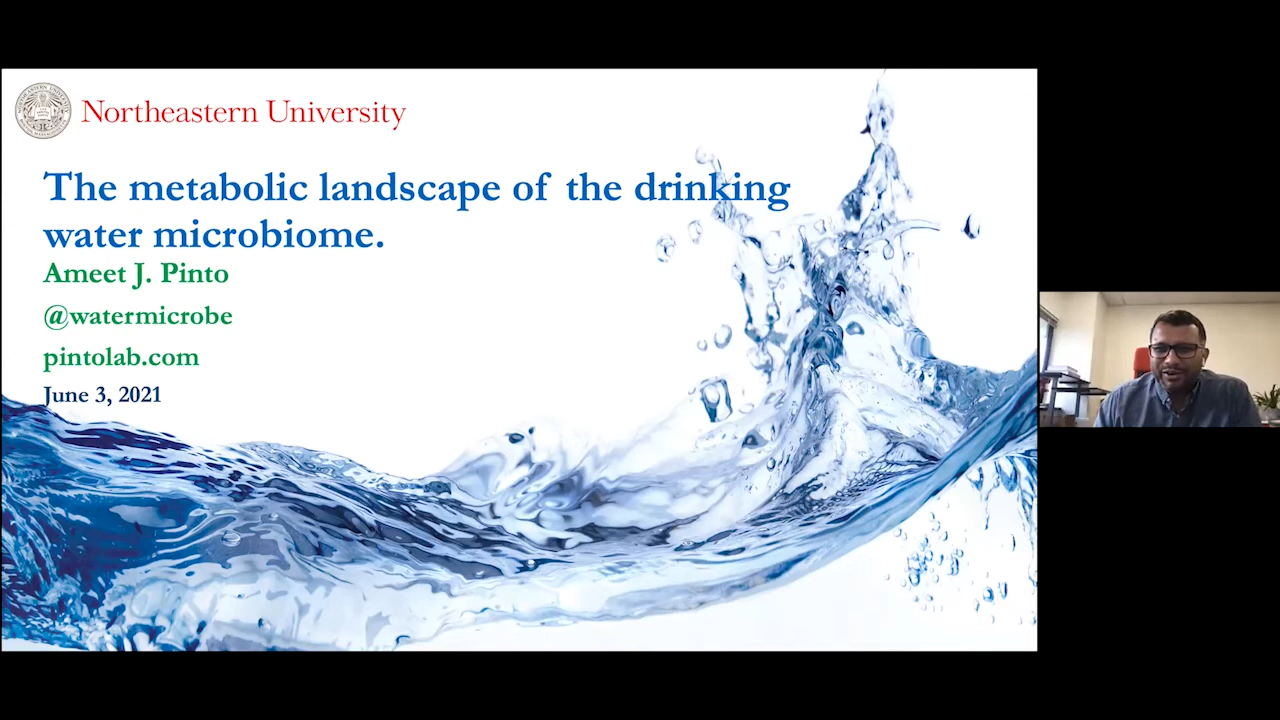 Northeastern University
The metabolic landscape of the drinking
water microbiome.
Ameet J. Pinto
@watermicrobe
pintolab.com
June 3, 2021